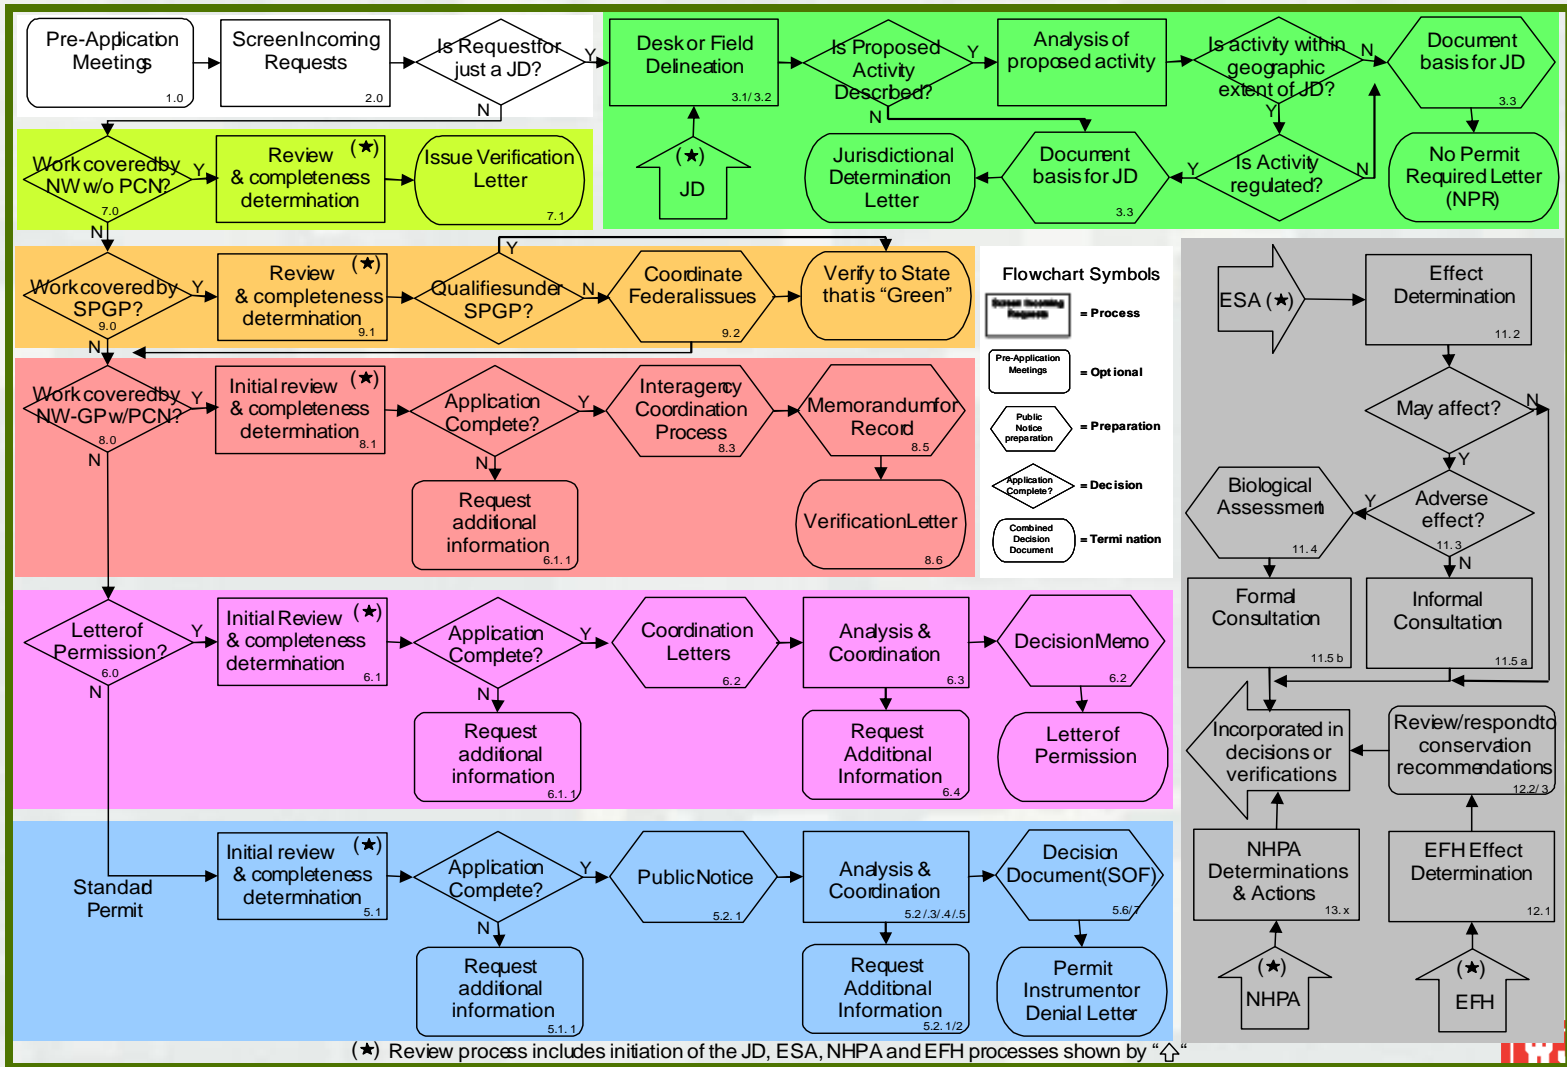 Pre-Application
Meetings
1.0
Screen Incoming
Requests
2.0
Is Request for
just a JD?
Y
N
Desk or Field
Delineation
3.1/3.2
(★)
JD
Is Proposed
Activity
Described?
Y
N
Analysis of
proposed activity
Is activity within
geographic
extent of JD?
N
Y
Document
basis for JD
3.3
Jurisdictional
Determination
Letter
Document
basis for JD
3.3
Y
Is Activity
regulated?
N
No Permit
Required Letter
(NPR)
Work covered by
NW w/o PCN?
7.0
Y
N
Review (★)
& completeness
determination
Issue Verification
Letter
7.1
Work covered by
SPGP?
9.0
Y
N
Review (★)
& completeness
determination
9.1
Qualifies under
SPGP?
Y
N
Coordinate
Federal issues
9.2
Verify to State
that is “Green”
Work covered by
NW-GP w/PCN?
8.0
Y
N
Initial review (★)
& completeness
determination
8.1
Application
Complete?
Y
N
Interagency
Coordination
Process
8.3
Memorandum for
Record
8.5
Request
additional
information
6.1.1
Verification Letter
8.6
Letter of
Permission?
6.0
Y
N
Initial Review (★)
& completeness
determination
6.1
Application
Complete?
Y
N
Coordination
Letters
6.2
Analysis &
Coordination
6.3
Decision Memo
6.2
Request
additional
information
6.1.1
Request
Additional
Information
6.4
Letter of
Permission
Standard
Permit
Initial review (★)
& completeness
determination
5.1
Application
Complete?
Y
N
Public Notice
5.2.1
Analysis &
Coordination
5.2/.3/.4/.5
Decision
Document (SOF)
5.6/7
Request
additional
information
5.1.1
Request
Additional
Information
5.2.1/2
Permit
Instrument or
Denial Letter
Flowchart Symbols
Screen Incoming
Requests
= Process
Pre-Application
Meetings
= Optional
Public
Notice
preparation
= Preparation
Application
Complete?
= Decision
Combined
Decision
Document
= Termination
ESA (★)
Effect
Determination
11.2
May affect?
N
Y
Biological
Assessment
11.4
Y
Adverse
effect?
11.3
N
Formal
Consultation
11.5 b
Informal
Consultation
11.5 a
Incorporated in
decisions or
verifications
Review/respond to
conservation
recommendations
12.2/3
NHPA
Determinations
& Actions
13.x
EFH Effect
Determination
12.1
(★)
NHPA
(★)
EFH
(★) Review process includes initiation of the JD, ESA, NHPA and EFH processes shown by “⇧“